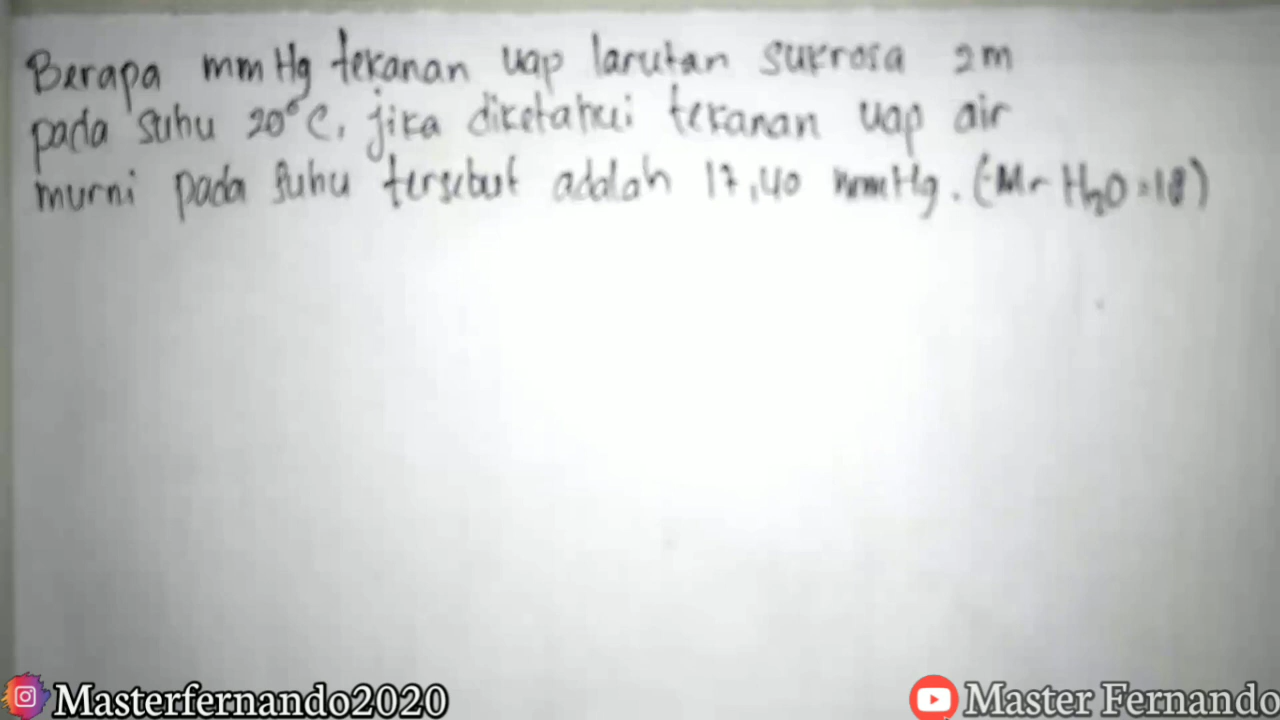 Berapa mmHg tekanan uap larutan sukrosa 2m
pada suhu 20°C, jika diketahui tekanan uap air
murni pada suhu tersebut adalah 17,40 mmHg. (Mr H₂O = 18)
Masterfernando2020
Master Fernando